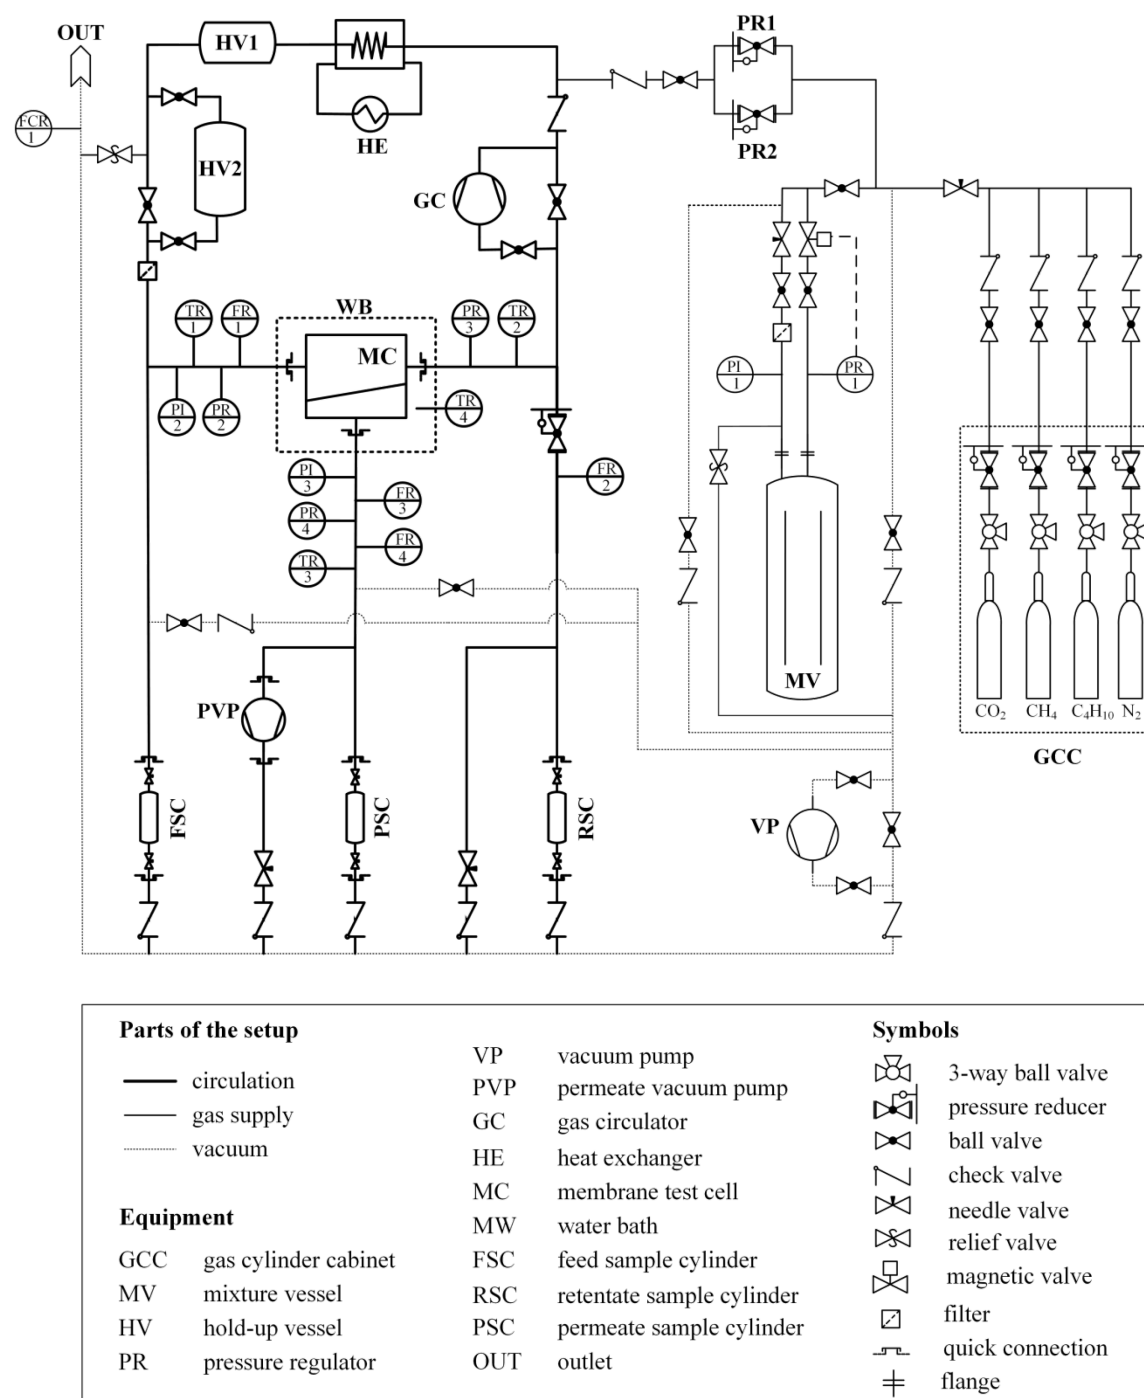 OUT
HV1
PR1
FCR
1
HE
PR2
HV2
GC
WB
TR
1
FR
1
PR
3
TR
2
MC
PI
1
PR
1
PI
2
PR
2
TR
4
PI
3
FR
3
FR
2
PR
4
FR
4
TR
3
MV
PVP
CO₂ CH₄ C₄H₁₀ N₂
GCC
FSC
PSC
RSC
VP
Parts of the setup
circulation
gas supply
vacuum
Equipment
GCC gas cylinder cabinet
MV mixture vessel
HV hold-up vessel
PR pressure regulator
VP vacuum pump
PVP permeate vacuum pump
GC gas circulator
HE heat exchanger
MC membrane test cell
MW water bath
FSC feed sample cylinder
RSC retentate sample cylinder
PSC permeate sample cylinder
OUT outlet
Symbols
3-way ball valve
pressure reducer
ball valve
check valve
needle valve
relief valve
magnetic valve
filter
quick connection
flange